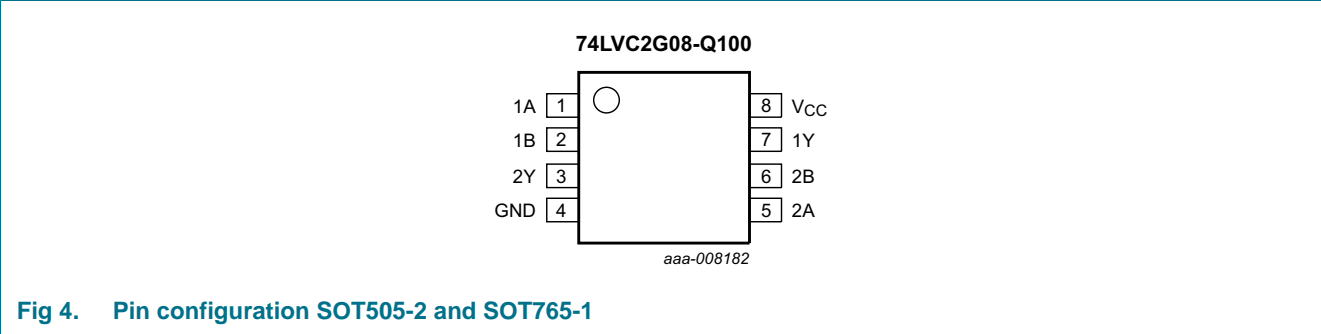 74LVC2G08-Q100
1A 1 8 VCC
1B 2 7 1Y
2Y 3 6 2B
GND 4 5 2A
aaa-008182
Fig 4. Pin configuration SOT505-2 and SOT765-1